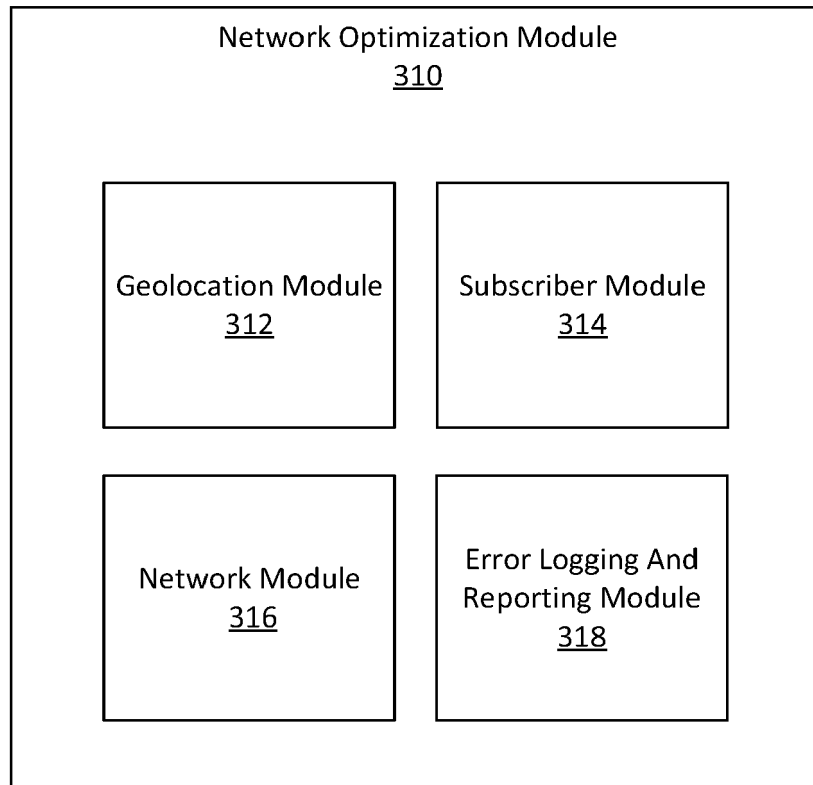 Network Optimization Module
310
Geolocation Module
312
Subscriber Module
314
Network Module
316
Error Logging And
Reporting Module
318